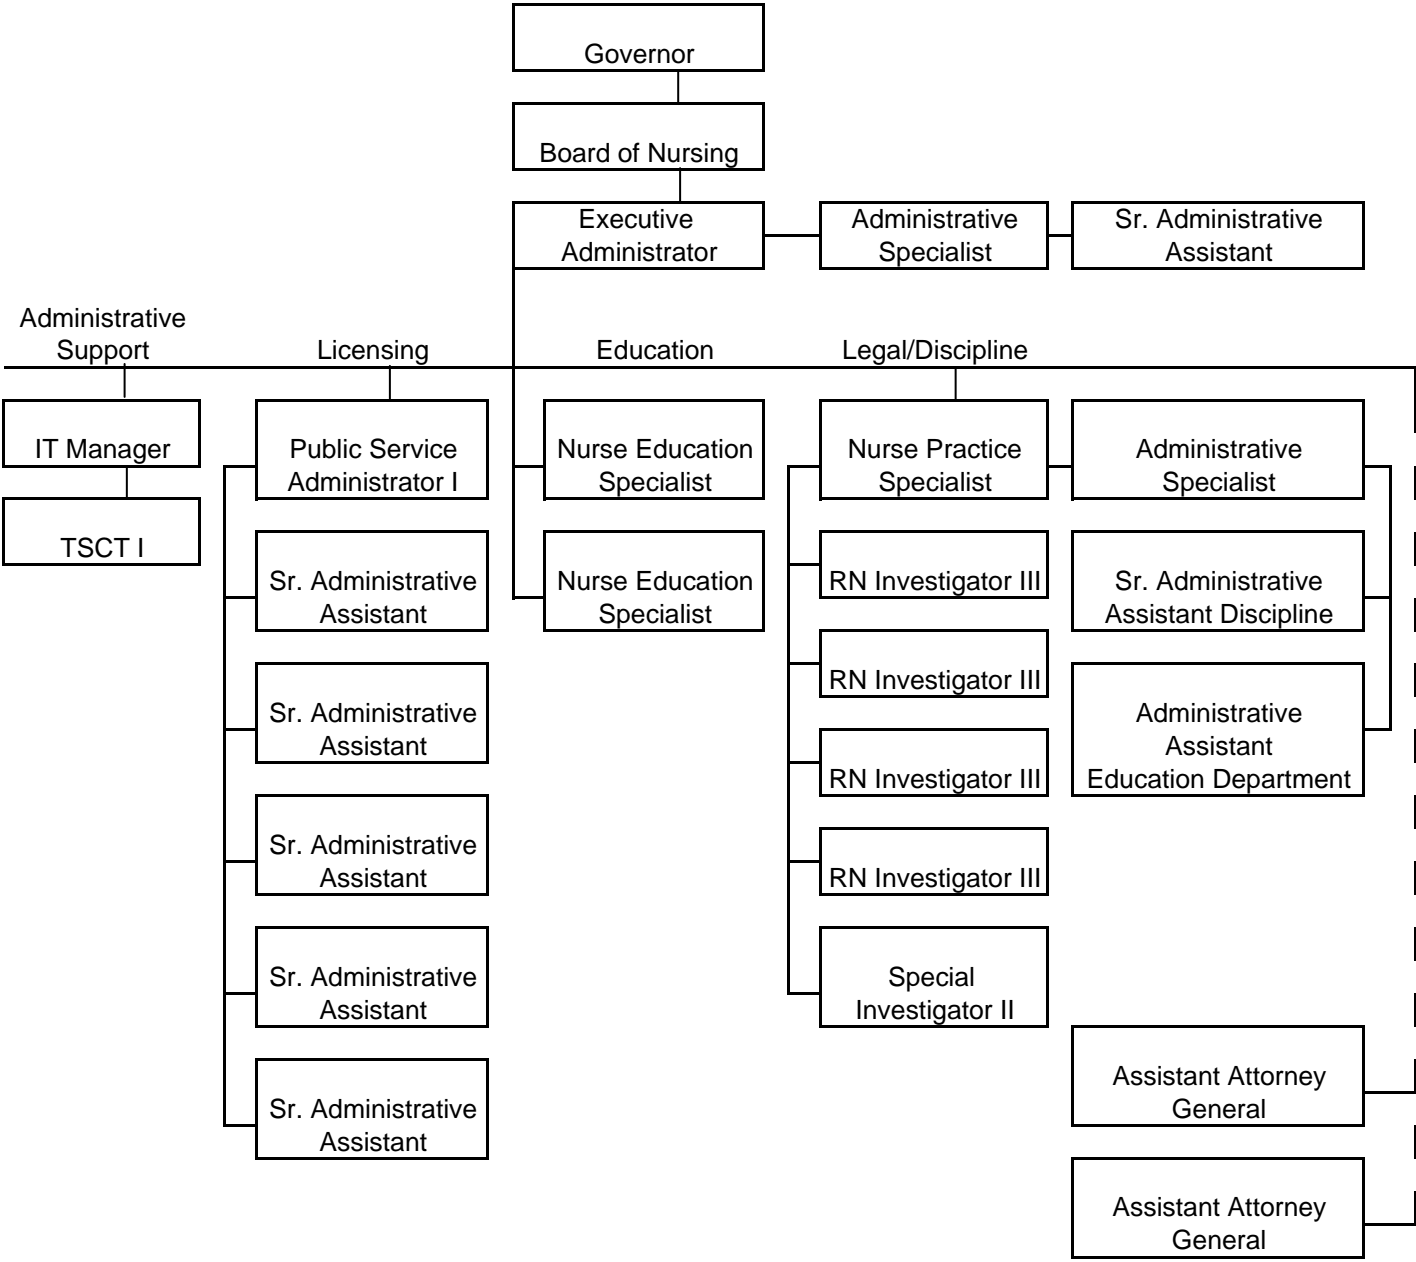 Governor
Board of Nursing
Executive
Administrator
Administrative
Specialist
Sr. Administrative
Assistant
Administrative
Support
Licensing
Education
Legal/Discipline
IT Manager
TSCT I
Public Service
Administrator I
Sr. Administrative
Assistant
Sr. Administrative
Assistant
Sr. Administrative
Assistant
Sr. Administrative
Assistant
Sr. Administrative
Assistant
Nurse Education
Specialist
Nurse Education
Specialist
Nurse Practice
Specialist
RN Investigator III
RN Investigator III
RN Investigator III
RN Investigator III
Special
Investigator II
Administrative
Specialist
Sr. Administrative
Assistant Discipline
Administrative
Assistant
Education Department
Assistant Attorney
General
Assistant Attorney
General